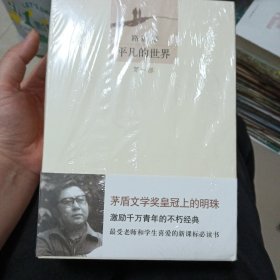 路遥
平凡的世界
第一部
茅盾文学奖皇冠上的明珠
激励千万青年的不朽经典
最受老师和学生喜爱的新课标必读书